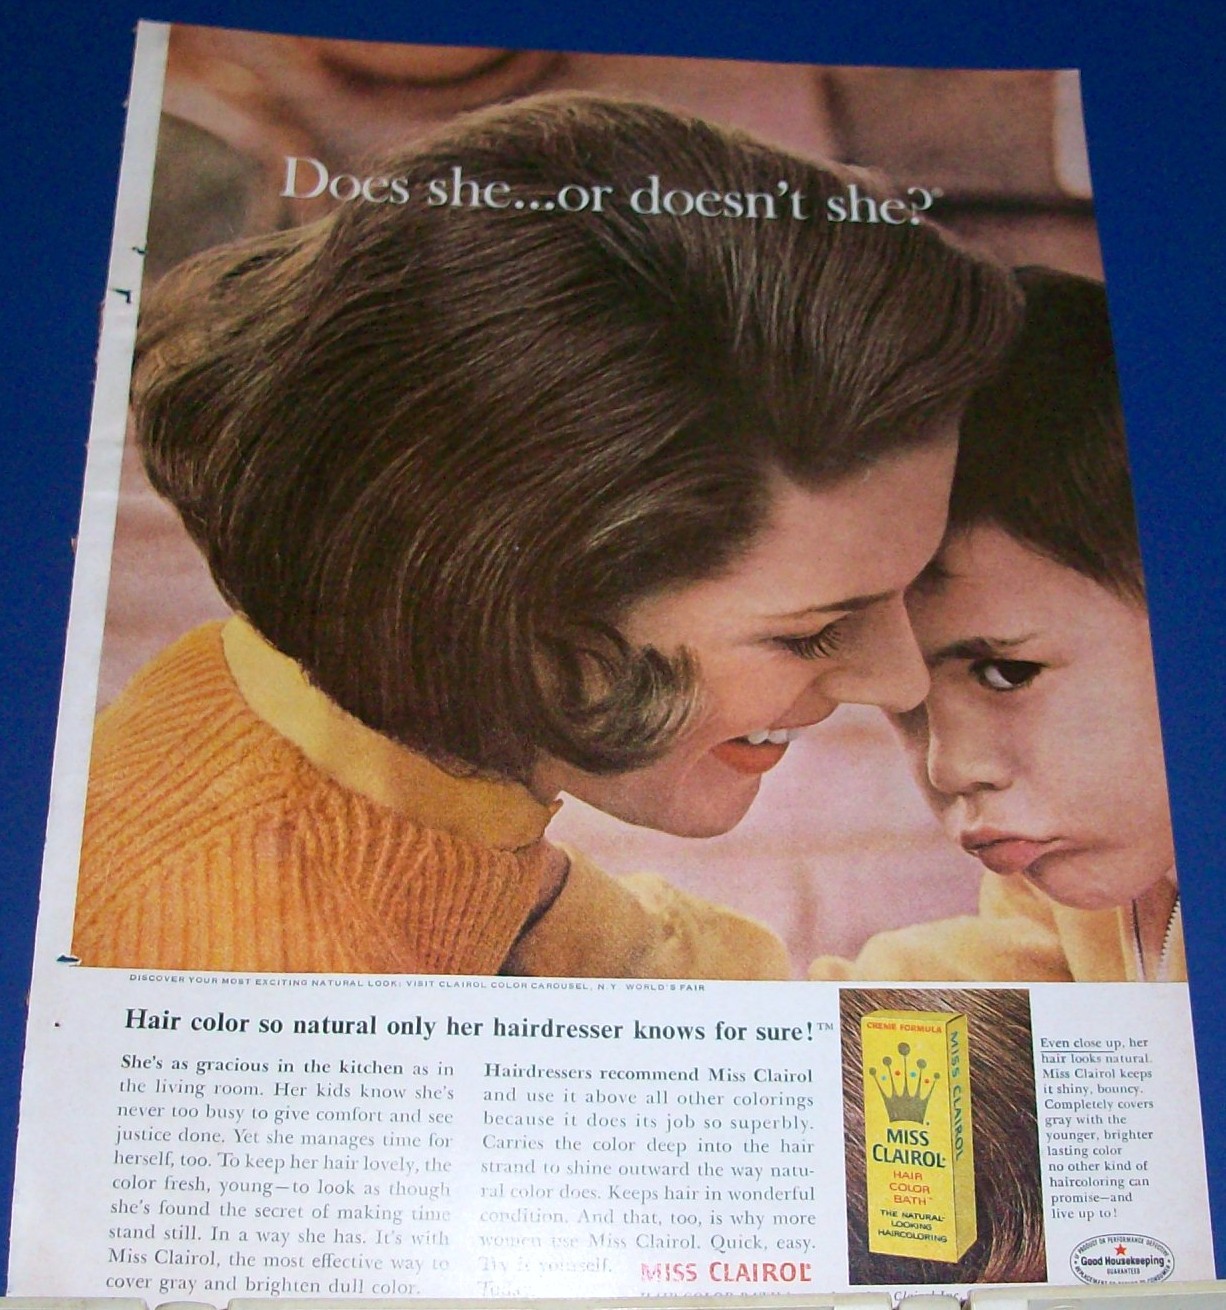 Does she...or doesn't she?®
DISCOVER YOUR MOST EXCITING NATURAL LOOK: VISIT CLAIROL COLOR CAROUSEL, N.Y. WORLD'S FAIR
Hair color so natural only her hairdresser knows for sure!™
She's as gracious in the kitchen as in
the living room. Her kids know she's
never too busy to give comfort and see
justice done. Yet she manages time for
herself, too. To keep her hair lovely, the
color fresh, young—to look as though
she's found the secret of making time
stand still. In a way she has. It's with
Miss Clairol, the most effective way to
cover gray and brighten dull color.
Hairdressers recommend Miss Clairol
and use it above all other colorings
because it does its job so superbly.
Carries the color deep into the hair
strand to shine outward the way natu-
ral color does. Keeps hair in wonderful
condition. And that, too, is why more
women use Miss Clairol. Quick, easy.
Try it yourself.
MISS CLAIROL®
CREME FORMULA
MISS
CLAIROL®
HAIR
COLOR
BATH™
THE NATURAL-
LOOKING
HAIRCOLORING
MISS CLAIROL
Even close up, her
hair looks natural.
Miss Clairol keeps
it shiny, bouncy.
Completely covers
gray with the
younger, brighter
lasting color
no other kind of
haircoloring can
promise—and
live up to!
Good Housekeeping
GUARANTEES